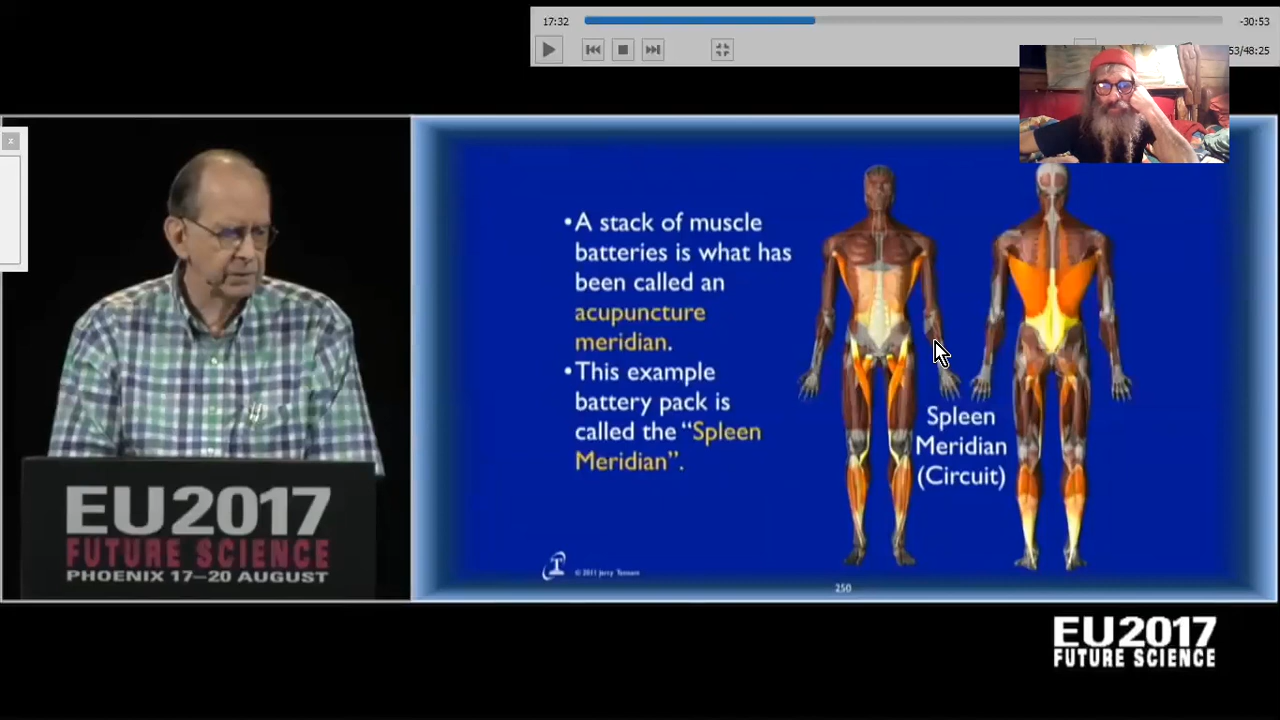 17:32
-30:53
53/48:25
x
•A stack of muscle
batteries is what has
been called an
acupuncture
meridian.
•This example
battery pack is
called the “Spleen
Meridian”.
Spleen
Meridian
(Circuit)
© 2011 Jerry Tennant
250
EU2017
FUTURE SCIENCE
PHOENIX 17–20 AUGUST
EU2017
FUTURE SCIENCE